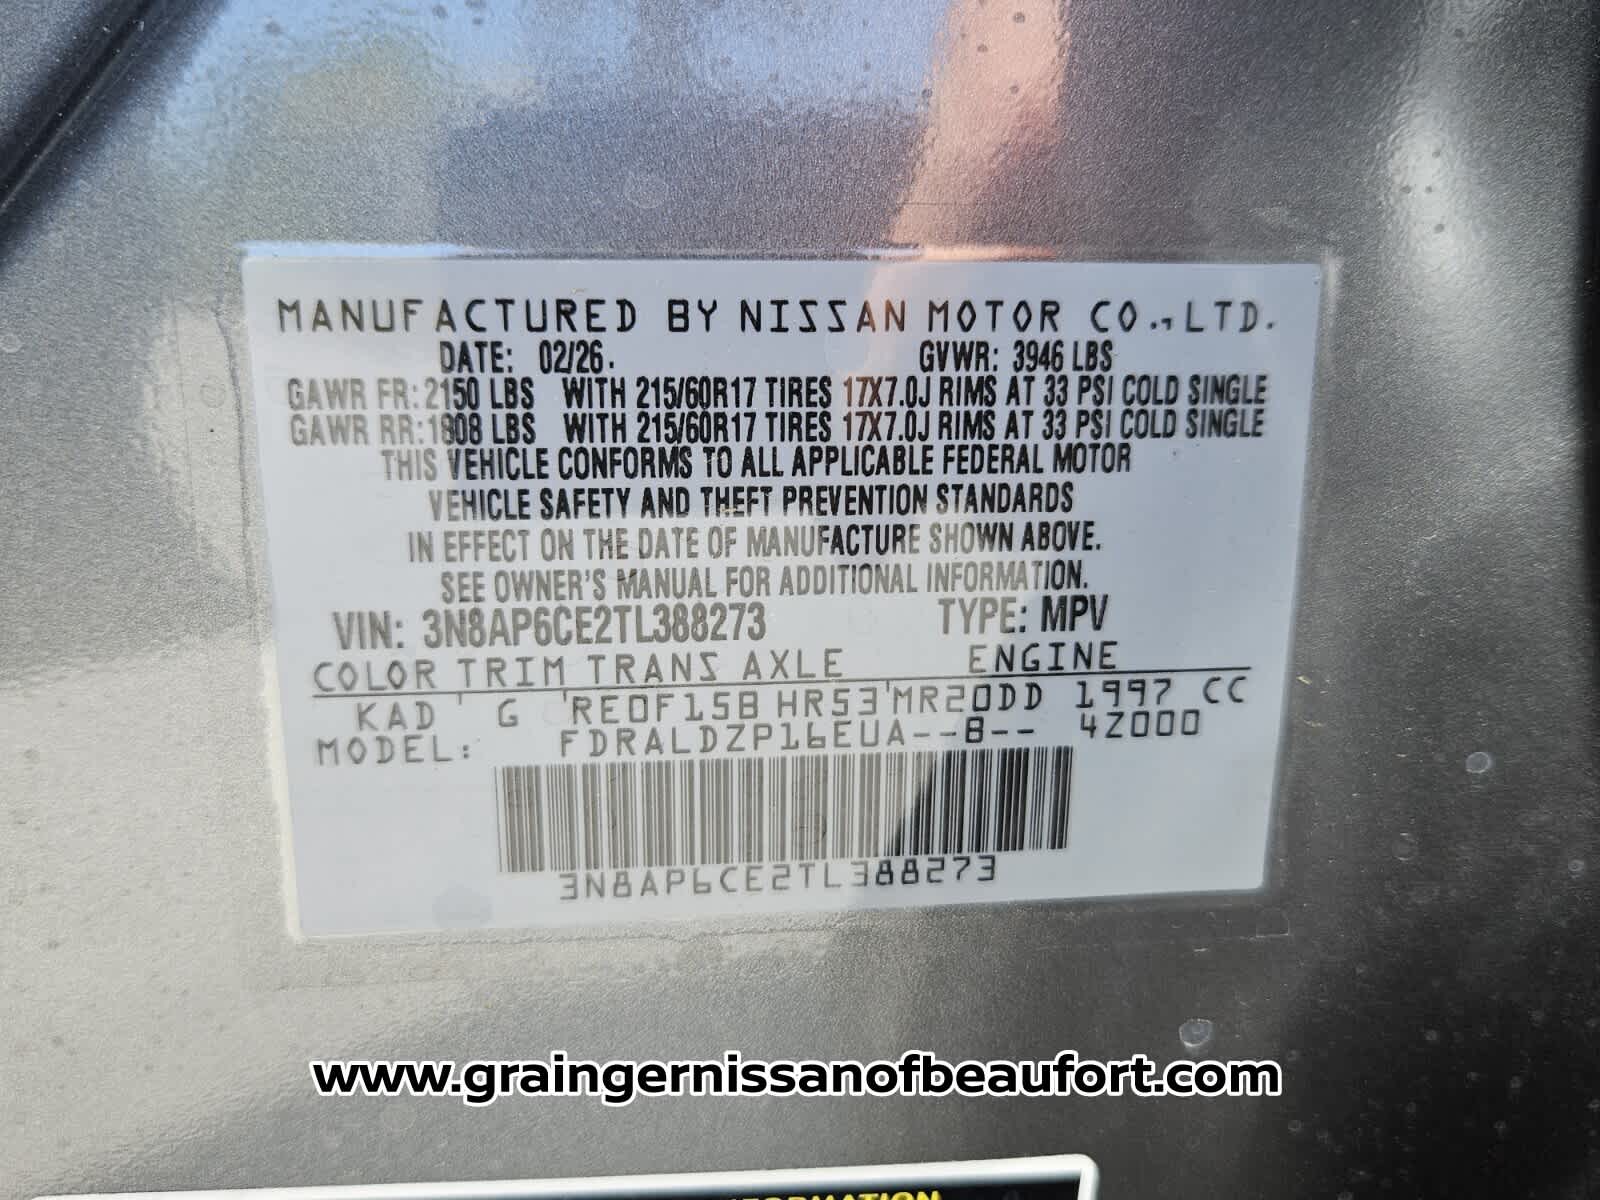 MANUFACTURED BY NISSAN MOTOR CO., LTD.
DATE: 02/26. GVWR: 3946 LBS
GAWR FR: 2150 LBS WITH 215/60R17 TIRES 17X7.0J RIMS AT 33 PSI COLD SINGLE
GAWR RR: 1808 LBS WITH 215/60R17 TIRES 17X7.0J RIMS AT 33 PSI COLD SINGLE
THIS VEHICLE CONFORMS TO ALL APPLICABLE FEDERAL MOTOR
VEHICLE SAFETY AND THEFT PREVENTION STANDARDS
IN EFFECT ON THE DATE OF MANUFACTURE SHOWN ABOVE.
SEE OWNER'S MANUAL FOR ADDITIONAL INFORMATION.
VIN: 3N8AP6CE2TL388273 TYPE: MPV
COLOR TRIM TRANS AXLE ENGINE
KAD G RE0F15B HR53 MR20DD 1997 CC
MODEL: FDRALDZP16EUA--B-- 4Z000
3N8AP6CE2TL388273
www.graingernissanofbeaufort.com